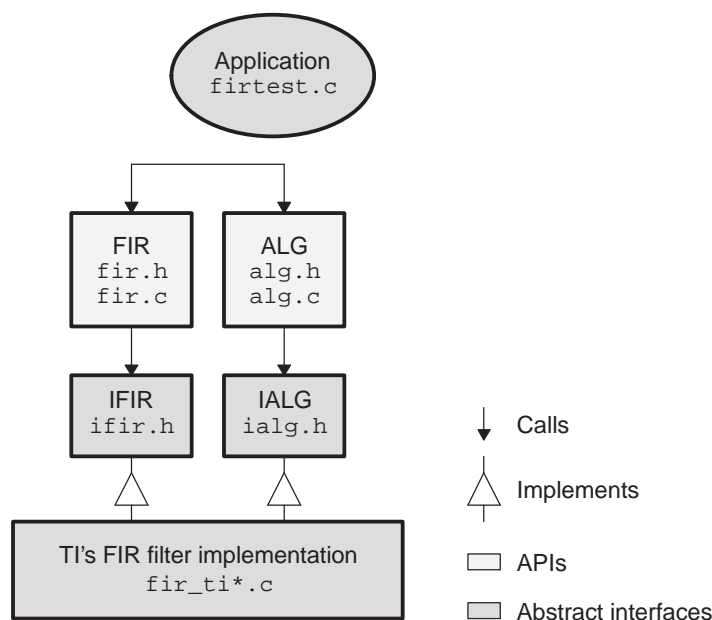 Application
firtest.c
FIR
fir.h
fir.c
ALG
alg.h
alg.c
IFIR
ifir.h
IALG
ialg.h
TI's FIR filter implementation
fir_ti*.c
Calls
Implements
APIs
Abstract interfaces